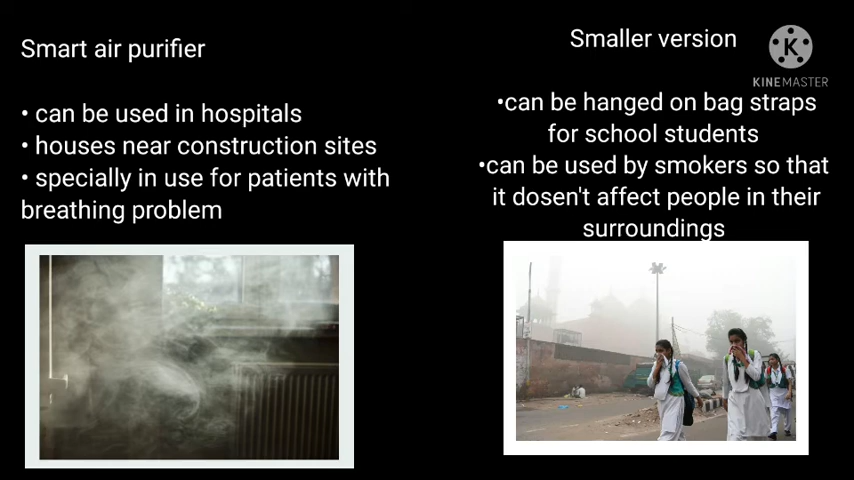 Smart air purifier
• can be used in hospitals
• houses near construction sites
• specially in use for patients with
breathing problem
Smaller version
K
KINEMASTER
•can be hanged on bag straps
for school students
•can be used by smokers so that
it dosen't affect people in their
surroundings